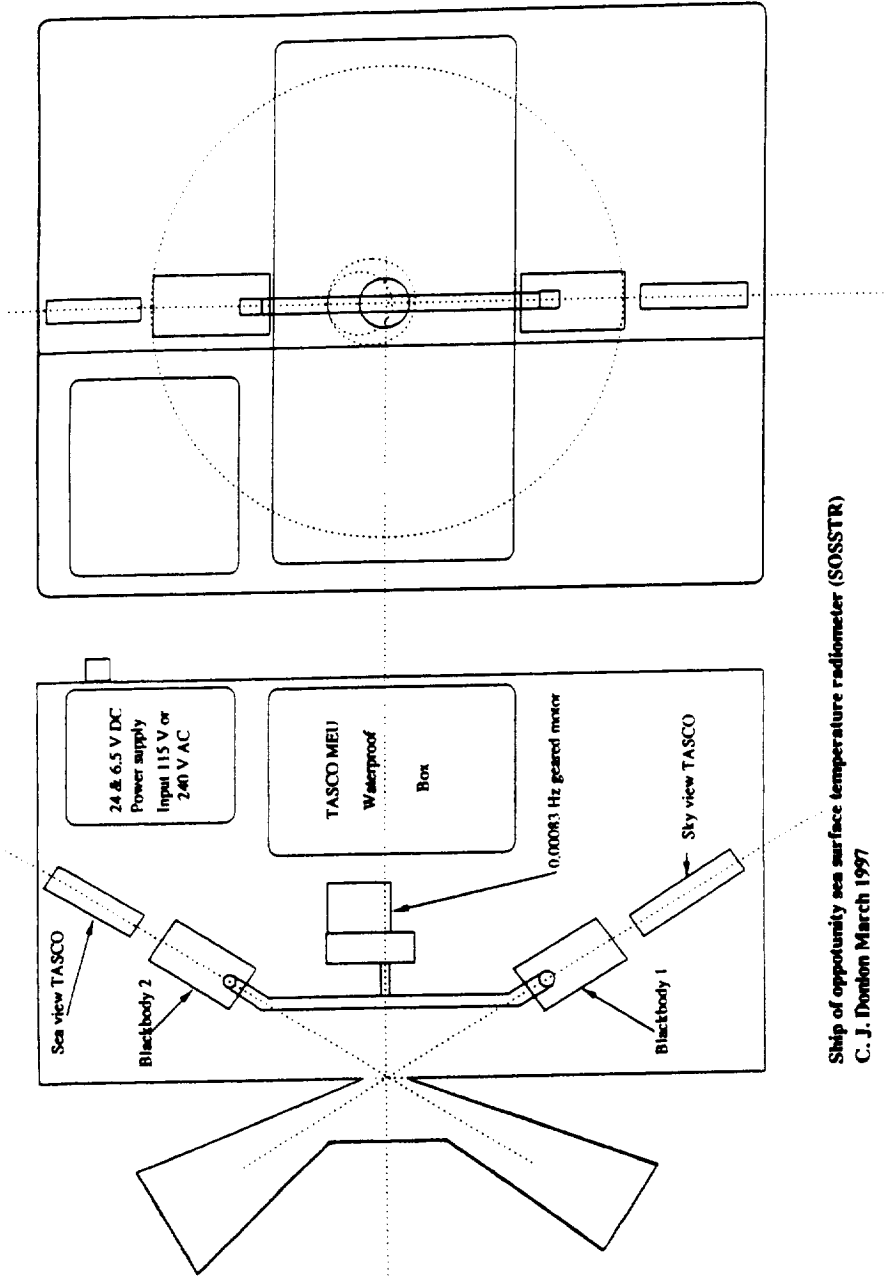 24 & 6.5 V DC
Power supply
Input 115 V or
240 V AC
TASCO MEU
Waterproof
Box
0.00083 Hz geared motor
Sea view TASCO
Blackbody 2
Sky view TASCO
Blackbody 1
Ship of oppotunity sea surface temperature radiometer (SOSSTR)
C. J. Donlon March 1997